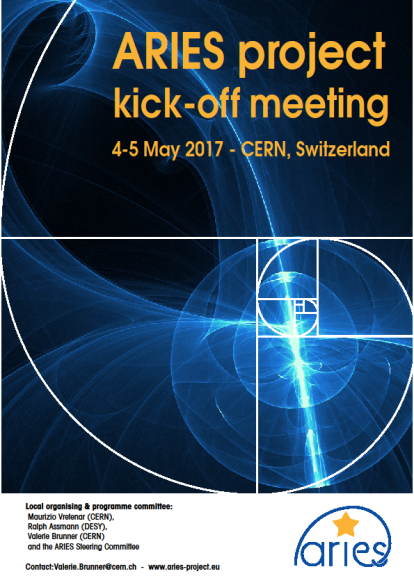 ARIES project
kick-off meeting
4-5 May 2017 - CERN, Switzerland
Local organising & programme committee:
Maurizio Vretenar (CERN),
Ralph Assmann (DESY),
Valerie Brunner (CERN)
and the ARIES Steering Committee
Contact:Valerie.Brunner@cern.ch - www.aries-project.eu
aries